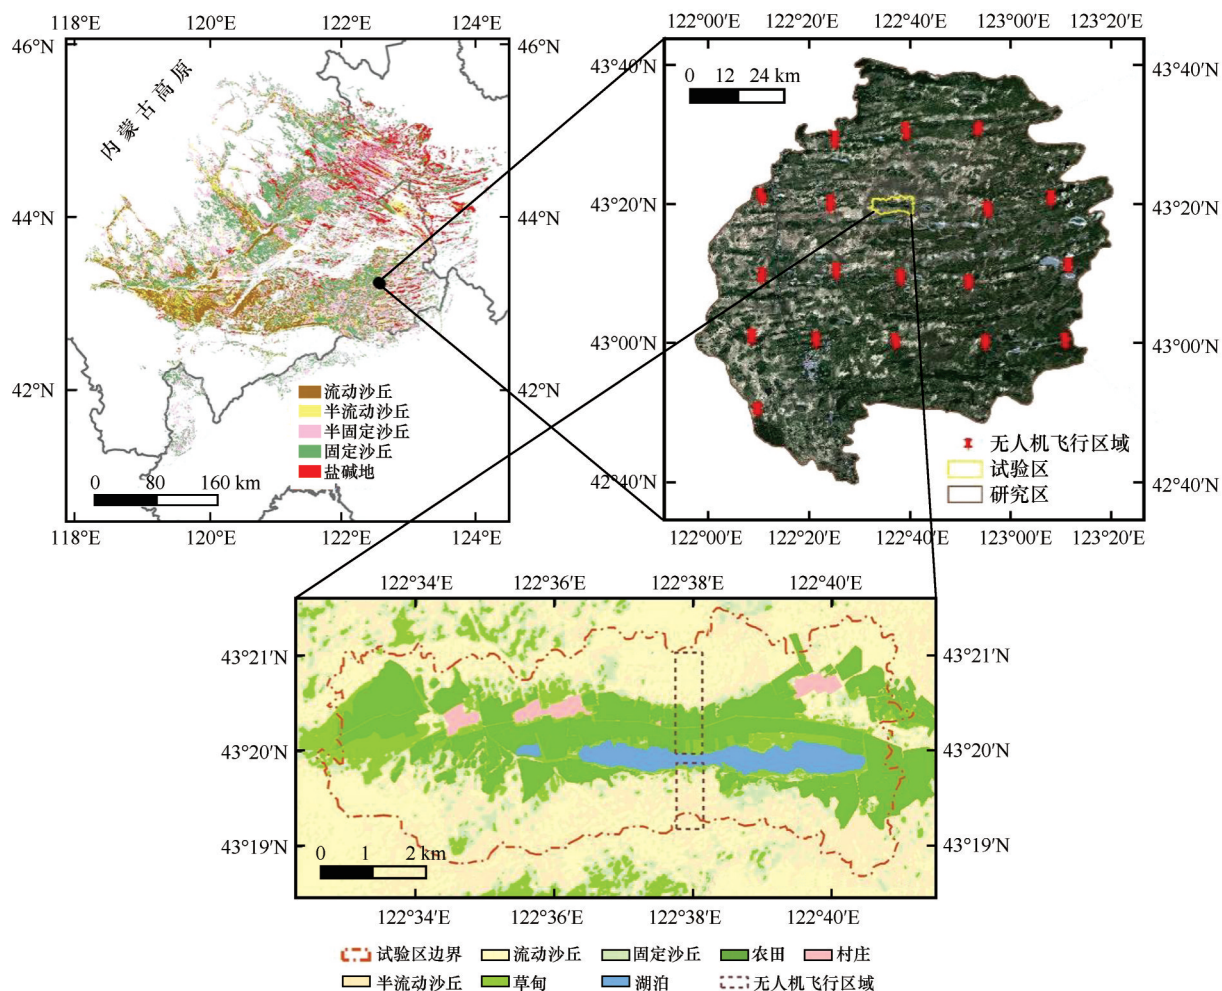 118°E 120°E 122°E 124°E
46°N
44°N
42°N
46°N
44°N
42°N
内蒙古高原
流动沙丘
半流动沙丘
半固定沙丘
固定沙丘
盐碱地
0 80 160 km
118°E 120°E 122°E 124°E
122°00′E 122°20′E 122°40′E 123°00′E 123°20′E
43°40′N
43°20′N
43°00′N
42°40′N
43°40′N
43°20′N
43°00′N
42°40′N
0 12 24 km
无人机飞行区域
试验区
研究区
122°00′E 122°20′E 122°40′E 123°00′E 123°20′E
122°34′E 122°36′E 122°38′E 122°40′E
43°21′N
43°20′N
43°19′N
43°21′N
43°20′N
43°19′N
0 1 2 km
122°34′E 122°36′E 122°38′E 122°40′E
试验区边界 流动沙丘 固定沙丘 农田 村庄
半流动沙丘 草甸 湖泊 无人机飞行区域